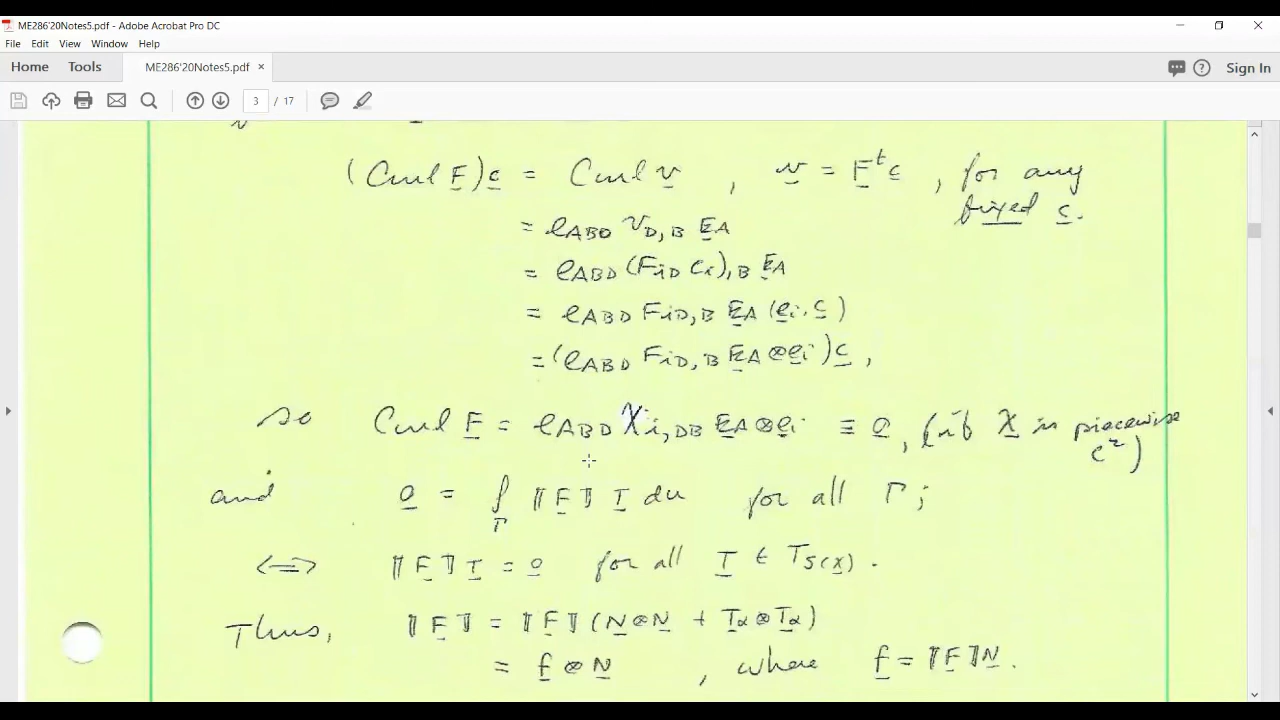 ME286'20Notes5.pdf - Adobe Acrobat Pro DC
File Edit View Window Help
Home Tools ME286'20Notes5.pdf × Sign In
3 / 17
(Curl F)c = Curl v , v = Fᵗc , for any fixed c.
= e_ABD v_D,B E_A
= e_ABD (F_iD c_i),B E_A
= e_ABD F_iD,B E_A (e_i · c)
= (e_ABD F_iD,B E_A ⊗ e_i) c ,
so Curl F = e_ABD χ_i,DB E_A ⊗ e_i ≡ 0 , (if χ is piecewise C²)
and 0 = ∫_Γ ⟦F⟧ T du for all Γ ;
⟺ ⟦F⟧ T = 0 for all T ∈ T_S(x) .
Thus, ⟦F⟧ = ⟦F⟧ (N ⊗ N + T_α ⊗ T_α)
= f ⊗ N , where f = ⟦F⟧ N .